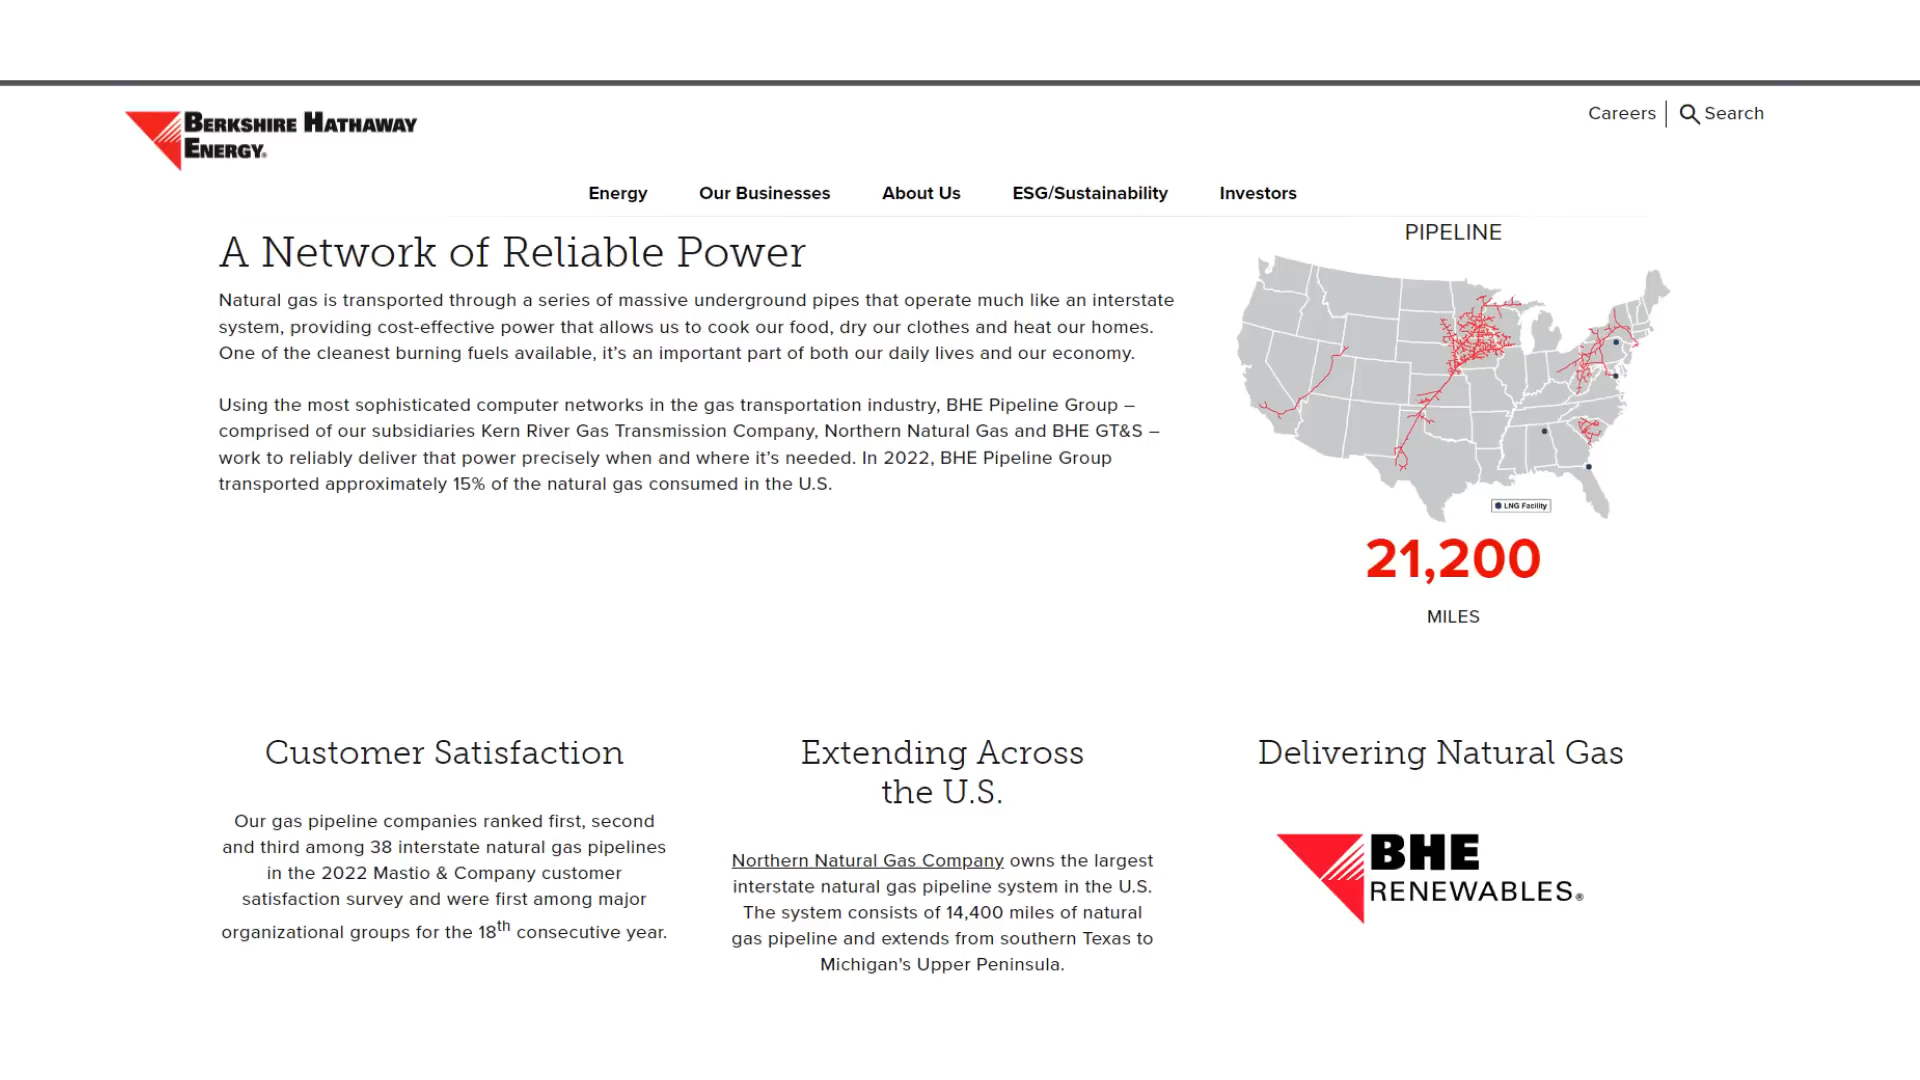 BERKSHIRE HATHAWAY
ENERGY®
Careers
Search
Energy
Our Businesses
About Us
ESG/Sustainability
Investors
A Network of Reliable Power
Natural gas is transported through a series of massive underground pipes that operate much like an interstate
system, providing cost-effective power that allows us to cook our food, dry our clothes and heat our homes.
One of the cleanest burning fuels available, it’s an important part of both our daily lives and our economy.
Using the most sophisticated computer networks in the gas transportation industry, BHE Pipeline Group –
comprised of our subsidiaries Kern River Gas Transmission Company, Northern Natural Gas and BHE GT&S –
work to reliably deliver that power precisely when and where it’s needed. In 2022, BHE Pipeline Group
transported approximately 15% of the natural gas consumed in the U.S.
PIPELINE
LNG Facility
21,200
MILES
Customer Satisfaction
Our gas pipeline companies ranked first, second
and third among 38 interstate natural gas pipelines
in the 2022 Mastio & Company customer
satisfaction survey and were first among major
organizational groups for the 18th consecutive year.
Extending Across
the U.S.
Northern Natural Gas Company owns the largest
interstate natural gas pipeline system in the U.S.
The system consists of 14,400 miles of natural
gas pipeline and extends from southern Texas to
Michigan's Upper Peninsula.
Delivering Natural Gas
BHE
RENEWABLES®